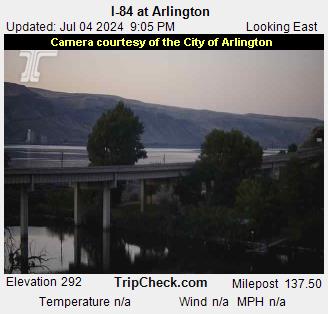 I-84 at Arlington
Updated: Jul 04 2024 9:05 PM Looking East
Camera courtesy of the City of Arlington
Elevation 292 TripCheck.com Milepost 137.50
Temperature n/a Wind n/a MPH n/a